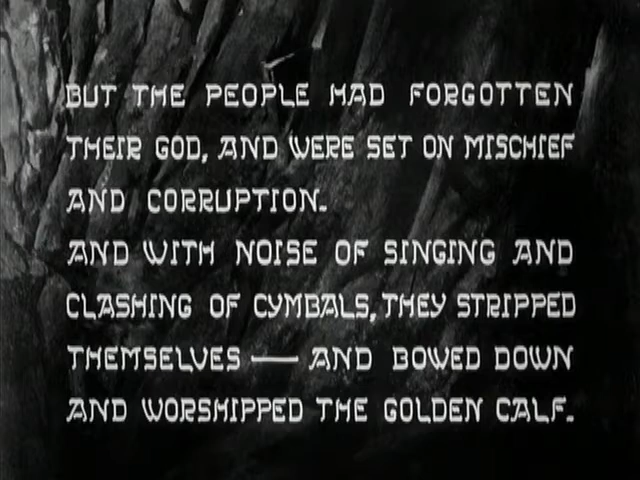 BUT THE PEOPLE HAD FORGOTTEN
THEIR GOD, AND WERE SET ON MISCHIEF
AND CORRUPTION.
AND WITH NOISE OF SINGING AND
CLASHING OF CYMBALS, THEY STRIPPED
THEMSELVES — AND BOWED DOWN
AND WORSHIPPED THE GOLDEN CALF.